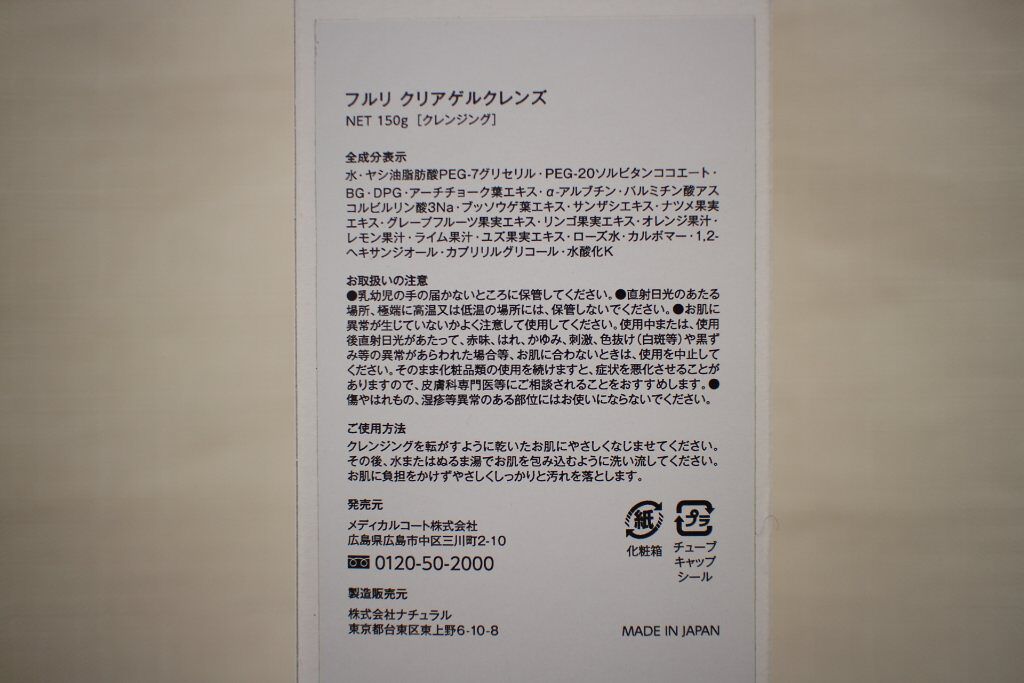 フルリ クリアゲルクレンズ
NET 150g［クレンジング］
全成分表示
水・ヤシ油脂肪酸PEG-7グリセリル・PEG-20ソルビタンココエート・
BG・DPG・アーチチョーク葉エキス・α-アルブチン・パルミチン酸アス
コルビルリン酸3Na・ブッソウゲ葉エキス・サンザシエキス・ナツメ果実
エキス・グレープフルーツ果実エキス・リンゴ果実エキス・オレンジ果汁・
レモン果汁・ライム果汁・ユズ果実エキス・ローズ水・カルボマー・1,2-
ヘキサンジオール・カプリリルグリコール・水酸化K
お取扱いの注意
●乳幼児の手の届かないところに保管してください。●直射日光のあたる
場所、極端に高温又は低温の場所には、保管しないでください。●お肌に
異常が生じていないかよく注意して使用してください。使用中または、使用
後直射日光があたって、赤味、はれ、かゆみ、刺激、色抜け(白斑等)や黒ず
み等の異常があらわれた場合等、お肌に合わないときは、使用を中止して
ください。そのまま化粧品類の使用を続けますと、症状を悪化させることが
ありますので、皮膚科専門医等にご相談されることをおすすめします。●
傷やはれもの、湿疹等異常のある部位にはお使いにならないでください。
ご使用方法
クレンジングを転がすように乾いたお肌にやさしくなじませてください。
その後、水またはぬるま湯でお肌を包み込むように洗い流してください。
お肌に負担をかけずやさしくしっかりと汚れを落とします。
発売元
メディカルコート株式会社
広島県広島市中区三川町2-10
0120-50-2000
製造販売元
株式会社ナチュラル
東京都台東区東上野6-10-8
紙
化粧箱
プラ
チューブ
キャップ
シール
MADE IN JAPAN